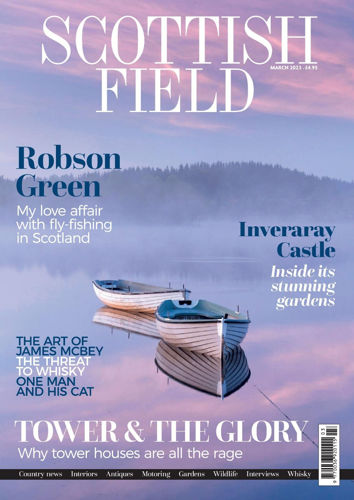 SCOTTISH
FIELD
MARCH 2023 · £4.95
Robson
Green
My love affair
with fly-fishing
in Scotland
Inveraray
Castle
Inside its
stunning
gardens
THE ART OF
JAMES MCBEY
THE THREAT
TO WHISKY
ONE MAN
AND HIS CAT
TOWER & THE GLORY
Why tower houses are all the rage
Country news Interiors Antiques Motoring Gardens Wildlife Interviews Whisky